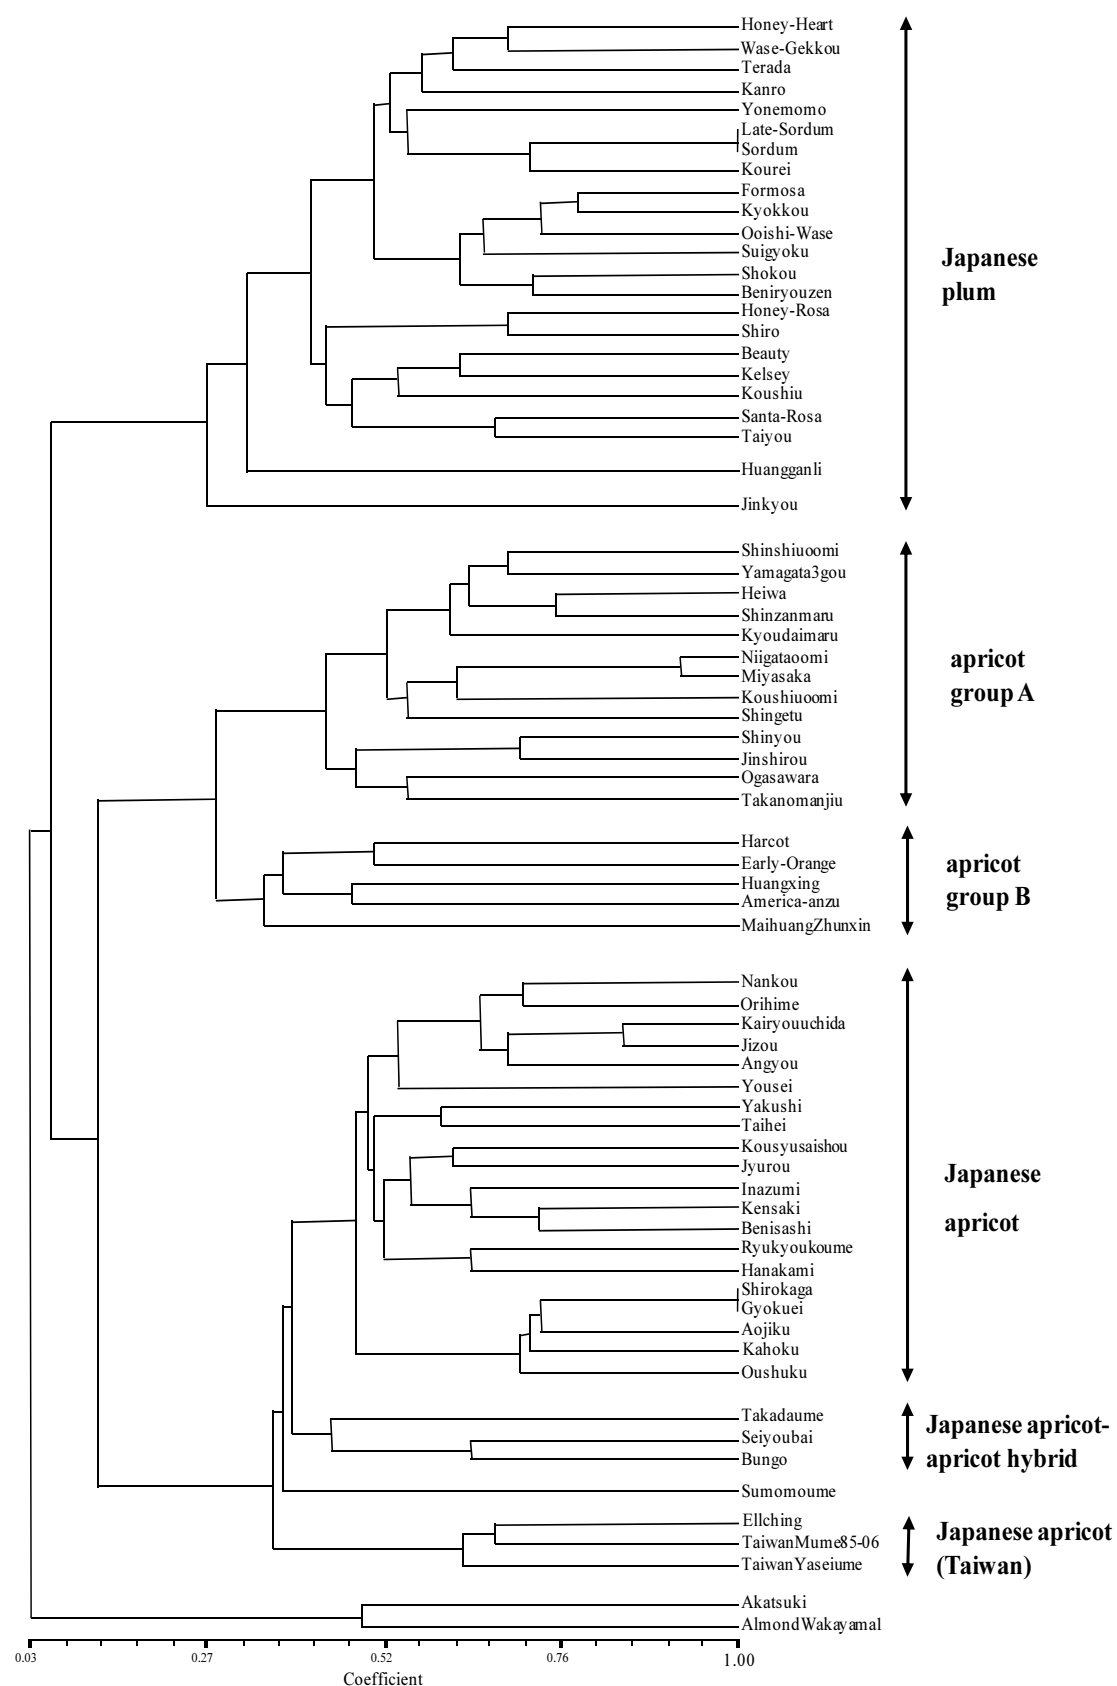 Honey-Heart
Wase-Gekkou
Terada
Kanro
Yonemomo
Late-Sordum
Sordum
Kourei
Formosa
Kyokkou
Ooishi-Wase
Suigyoku
Shokou
Beniryouzen
Honey-Rosa
Shiro
Beauty
Kelsey
Koushiu
Santa-Rosa
Taiyou
Huangganli
Jinkyou
Japanese
plum
Shinshiuoomi
Yamagata3gou
Heiwa
Shinzanmaru
Kyoudaimaru
Niigataoomi
Miyasaka
Koushiuoomi
Shingetu
Shinyou
Jinshirou
Ogasawara
Takanomanjiu
apricot
group A
Harcot
Early-Orange
Huangxing
America-anzu
MaihuangZhunxin
apricot
group B
Nankou
Orihime
Kairyouuchida
Jizou
Angyou
Yousei
Yakushi
Taihei
Kousyusaishou
Jyurou
Inazumi
Kensaki
Benisashi
Ryukyoukoume
Hanakami
Shirokaga
Gyokuei
Aojiku
Kahoku
Oushuku
Japanese
apricot
Takadaume
Seiyoubai
Bungo
Japanese apricot-
apricot hybrid
Sumomoume
Ellching
TaiwanMume85-06
TaiwanYaseiume
Japanese apricot
(Taiwan)
Akatsuki
AlmondWakayamal
0.03 0.27 0.52 0.76 1.00
Coefficient